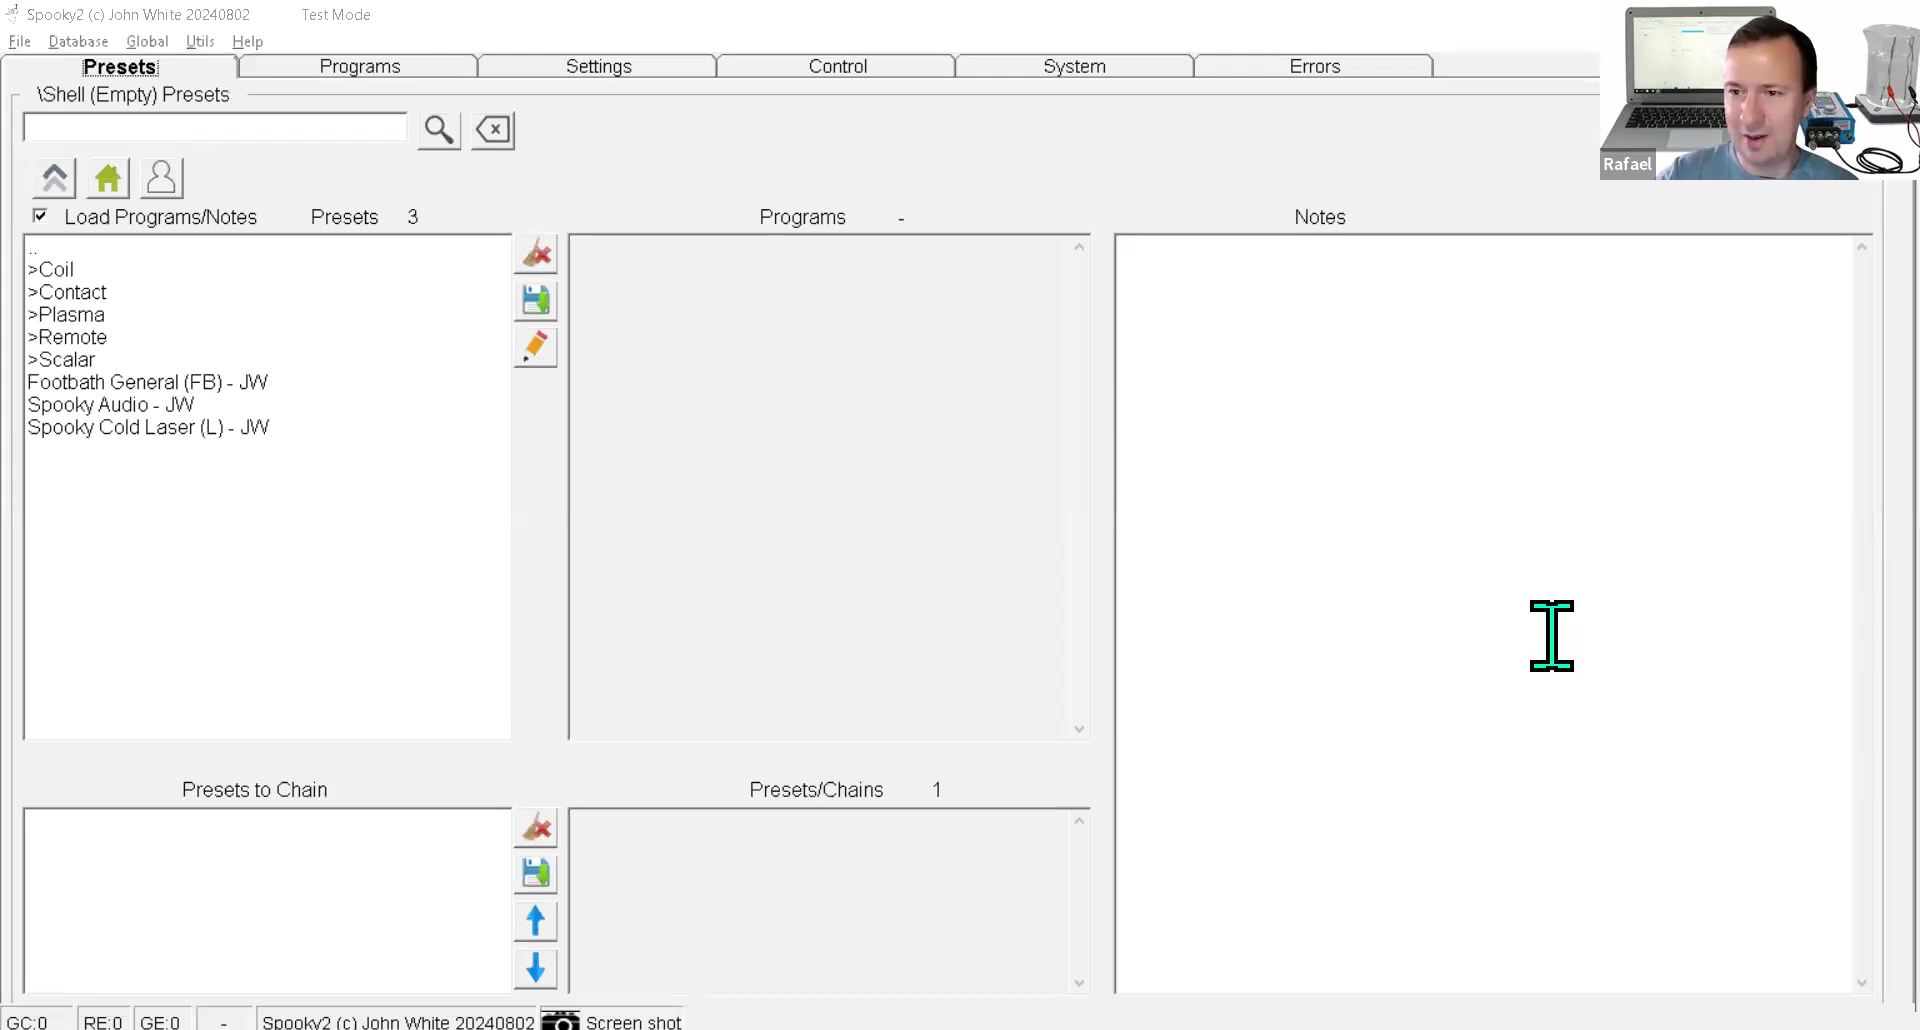 Spooky2 (c) John White 20240802 Test Mode
File Database Global Utils Help
Presets Programs Settings Control System Errors
\Shell (Empty) Presets
Rafael
Load Programs/Notes Presets 3 Programs - Notes
..
>Coil
>Contact
>Plasma
>Remote
>Scalar
Footbath General (FB) - JW
Spooky Audio - JW
Spooky Cold Laser (L) - JW
Presets to Chain Presets/Chains 1
GC:0 RE:0 GE:0 - Spooky2 (c) John White 20240802 Screen shot